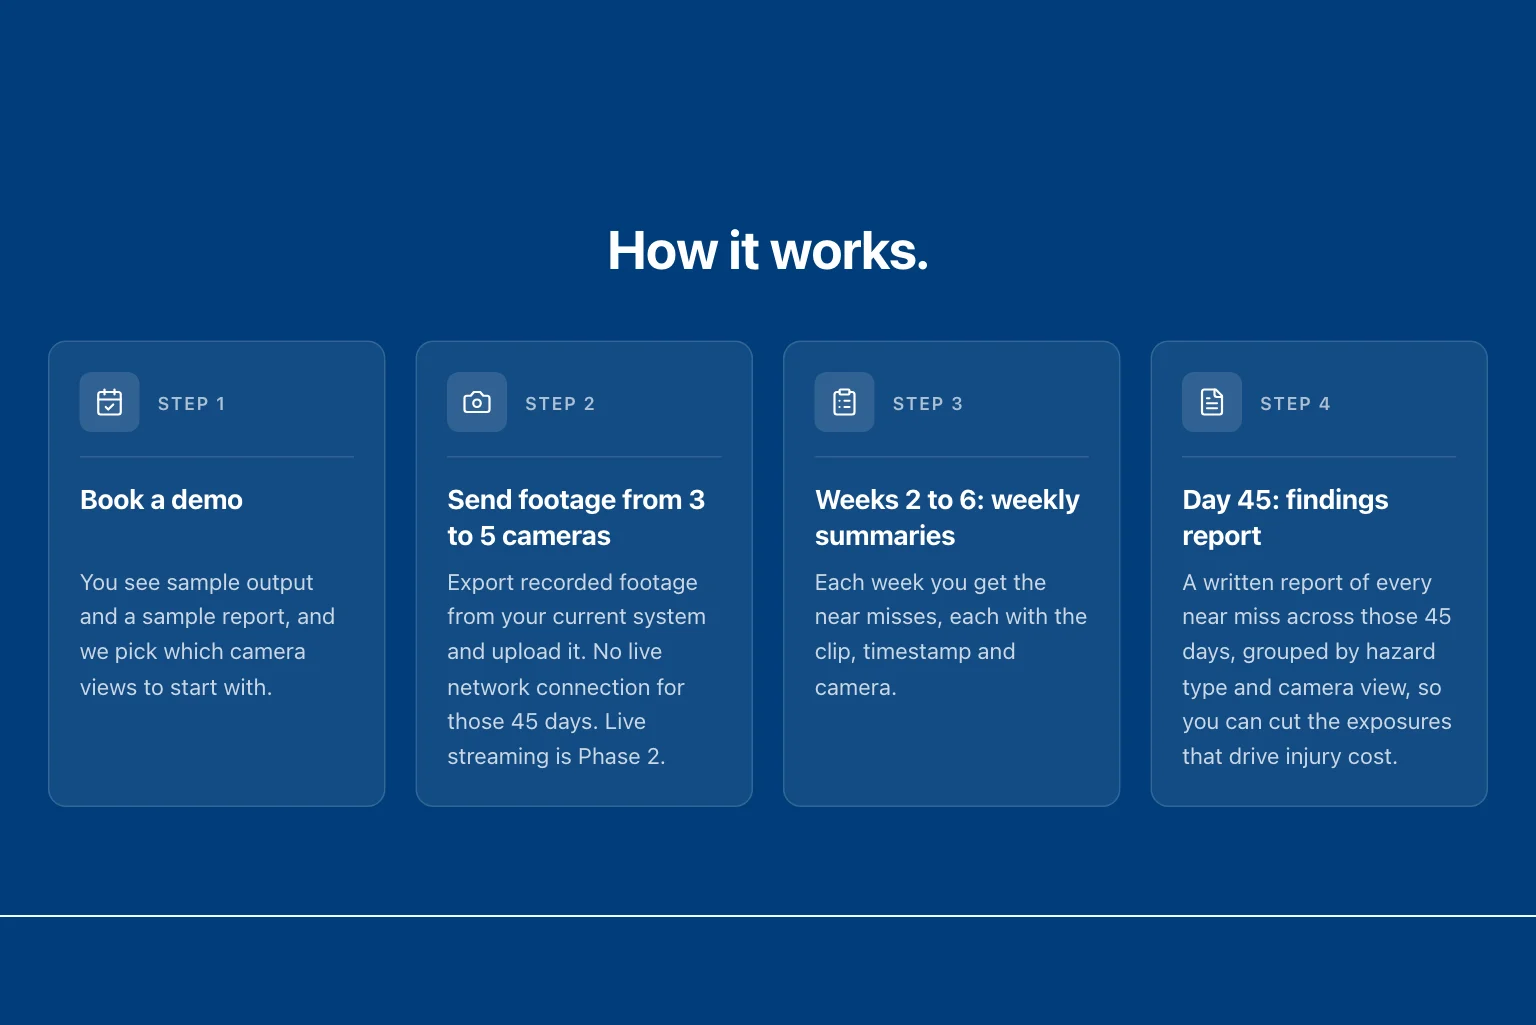 How it works.
STEP 1
Book a demo
You see sample output
and a sample report, and
we pick which camera
views to start with.
STEP 2
Send footage from 3
to 5 cameras
Export recorded footage
from your current system
and upload it. No live
network connection for
those 45 days. Live
streaming is Phase 2.
STEP 3
Weeks 2 to 6: weekly
summaries
Each week you get the
near misses, each with the
clip, timestamp and
camera.
STEP 4
Day 45: findings
report
A written report of every
near miss across those 45
days, grouped by hazard
type and camera view, so
you can cut the exposures
that drive injury cost.